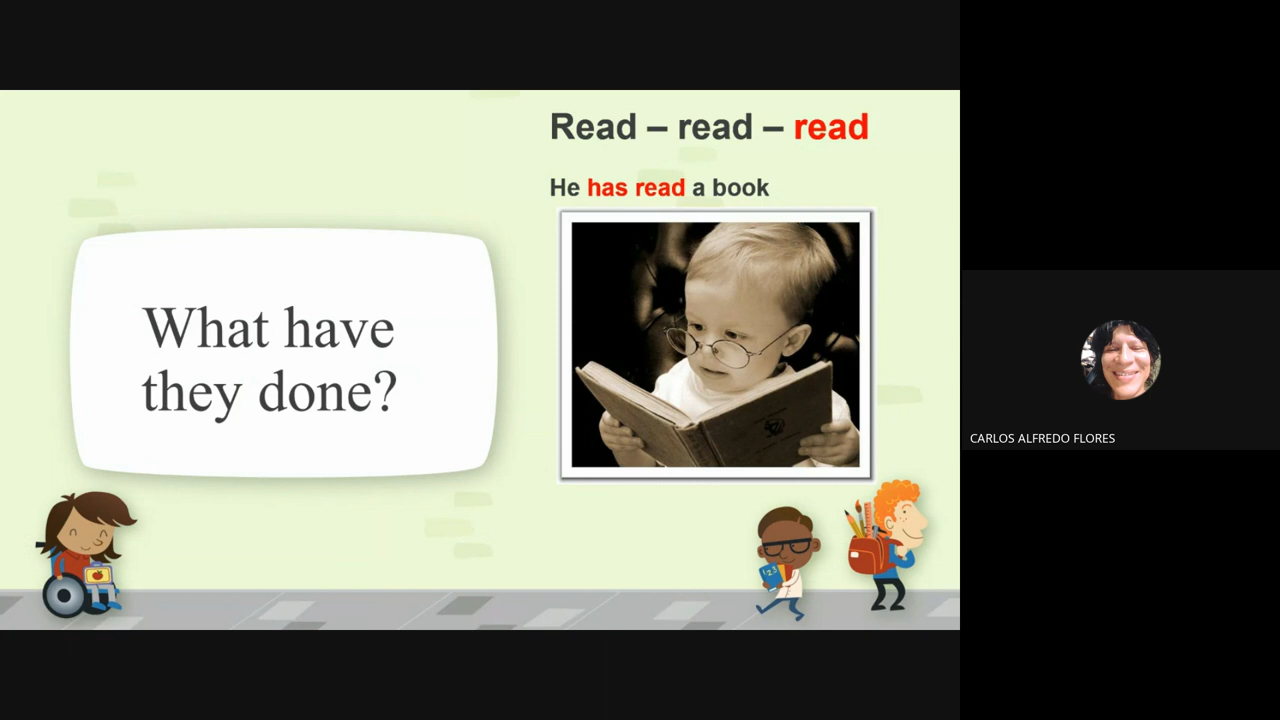 Read – read – read
He has read a book
What have
they done?
CARLOS ALFREDO FLORES